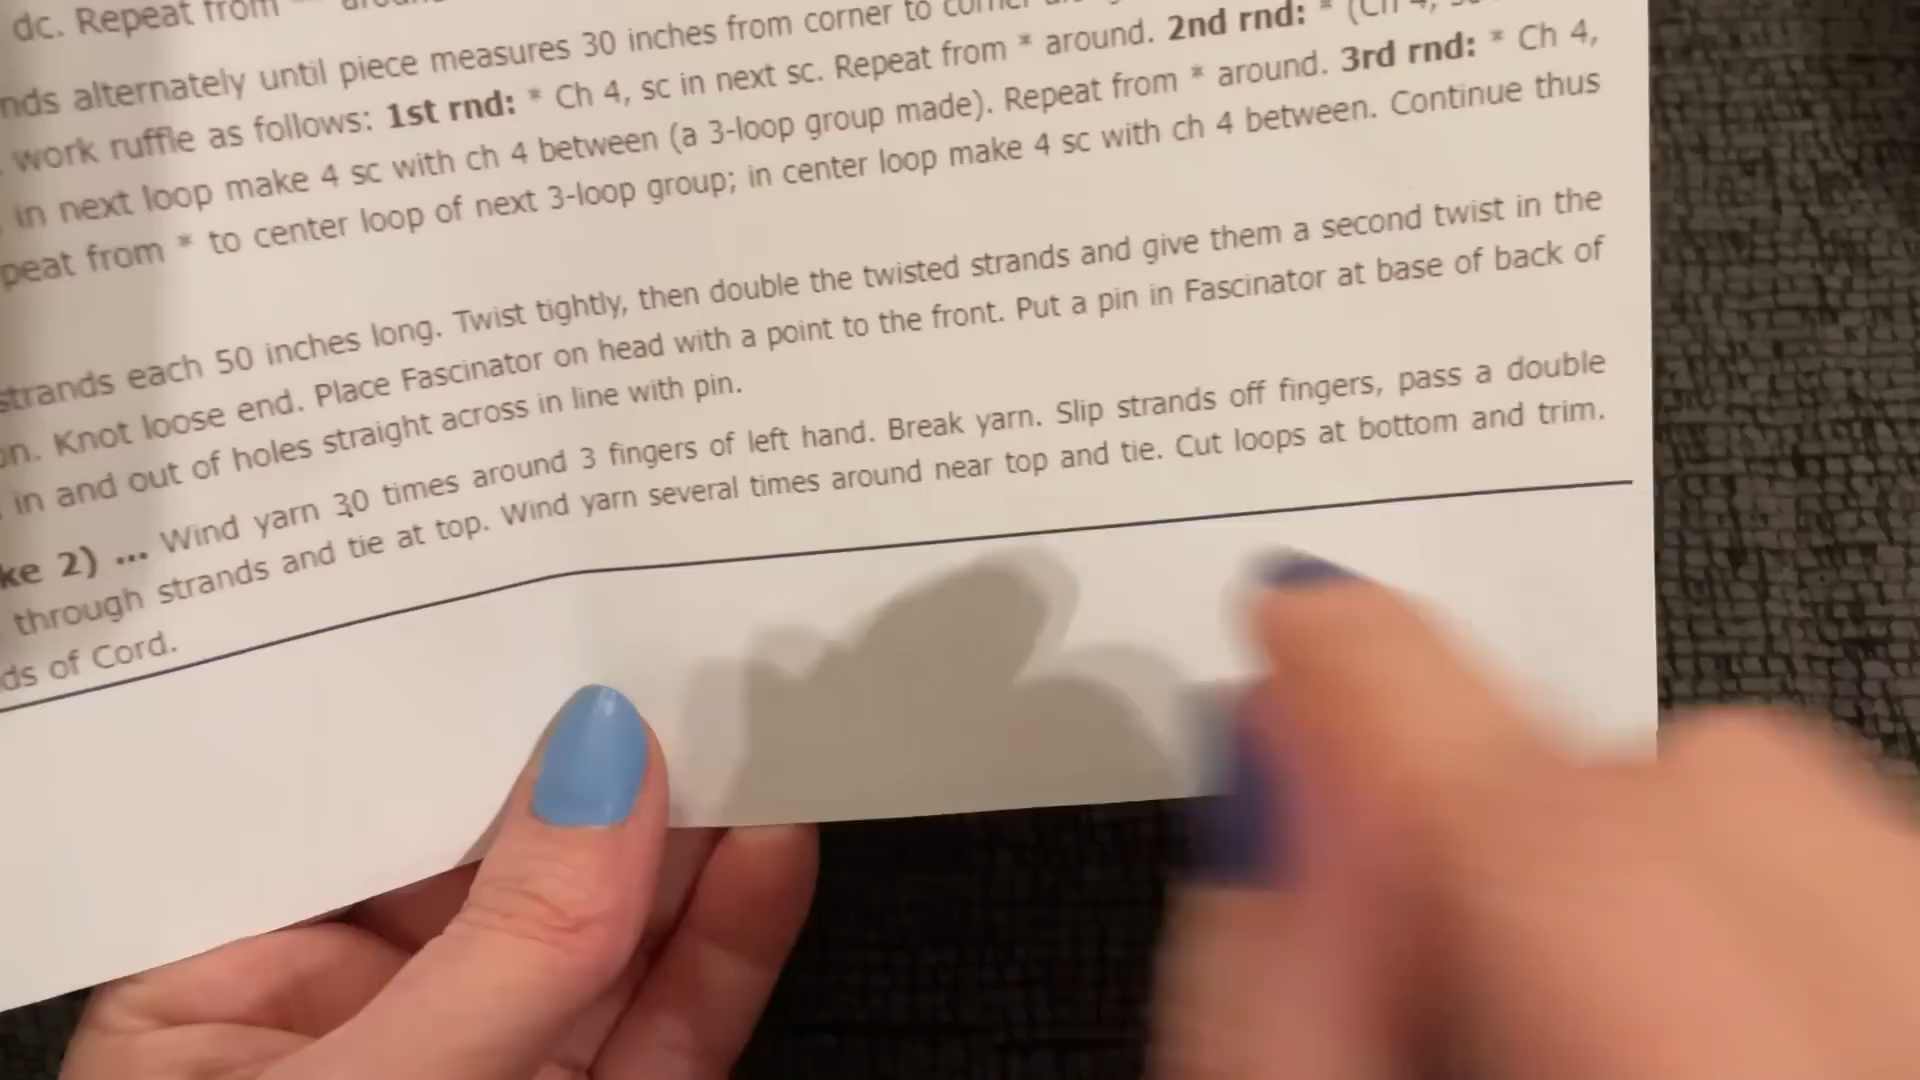 dc. Repeat from
nds alternately until piece measures 30 inches from corner to corner
work ruffle as follows: 1st rnd: * Ch 4, sc in next sc. Repeat from * around. 2nd rnd: * (Ch 4,
in next loop make 4 sc with ch 4 between (a 3-loop group made). Repeat from * around. 3rd rnd: * Ch 4,
peat from * to center loop of next 3-loop group; in center loop make 4 sc with ch 4 between. Continue thus
strands each 50 inches long. Twist tightly, then double the twisted strands and give them a second twist in the
on. Knot loose end. Place Fascinator on head with a point to the front. Put a pin in Fascinator at base of back of
in and out of holes straight across in line with pin.
ke 2) ... Wind yarn 30 times around 3 fingers of left hand. Break yarn. Slip strands off fingers, pass a double
through strands and tie at top. Wind yarn several times around near top and tie. Cut loops at bottom and trim.
ds of Cord.